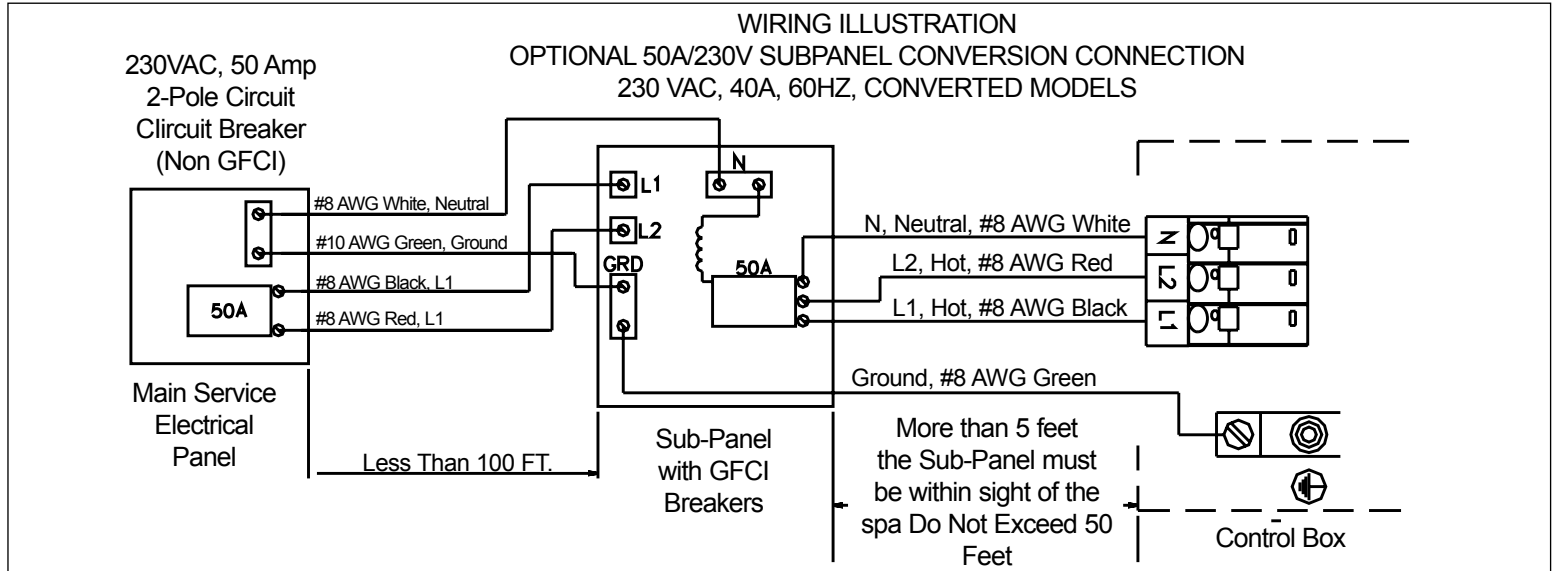 WIRING ILLUSTRATION
OPTIONAL 50A/230V SUBPANEL CONVERSION CONNECTION
230 VAC, 40A, 60HZ, CONVERTED MODELS
230VAC, 50 Amp
2-Pole Circuit
Clircuit Breaker
(Non GFCI)
#8 AWG White, Neutral
#10 AWG Green, Ground
#8 AWG Black, L1
#8 AWG Red, L1
50A
Main Service
Electrical
Panel
Less Than 100 FT.
L1
N
L2
GRD
50A
Sub-Panel
with GFCI
Breakers
N, Neutral, #8 AWG White
L2, Hot, #8 AWG Red
L1, Hot, #8 AWG Black
Ground, #8 AWG Green
More than 5 feet
the Sub-Panel must
be within sight of the
spa Do Not Exceed 50
Feet
N
L2
L1
Control Box